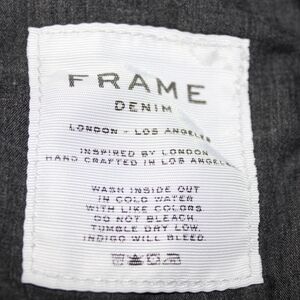 FRAME
DENIM
LONDON - LOS ANGELES
INSPIRED BY LONDON
HAND CRAFTED IN LOS ANGELE
WASH INSIDE OUT
IN COLD WATER
WITH LIKE COLORS
DO NOT BLEACH
TUMBLE DRY LOW.
INDIGO WILL BLEED.